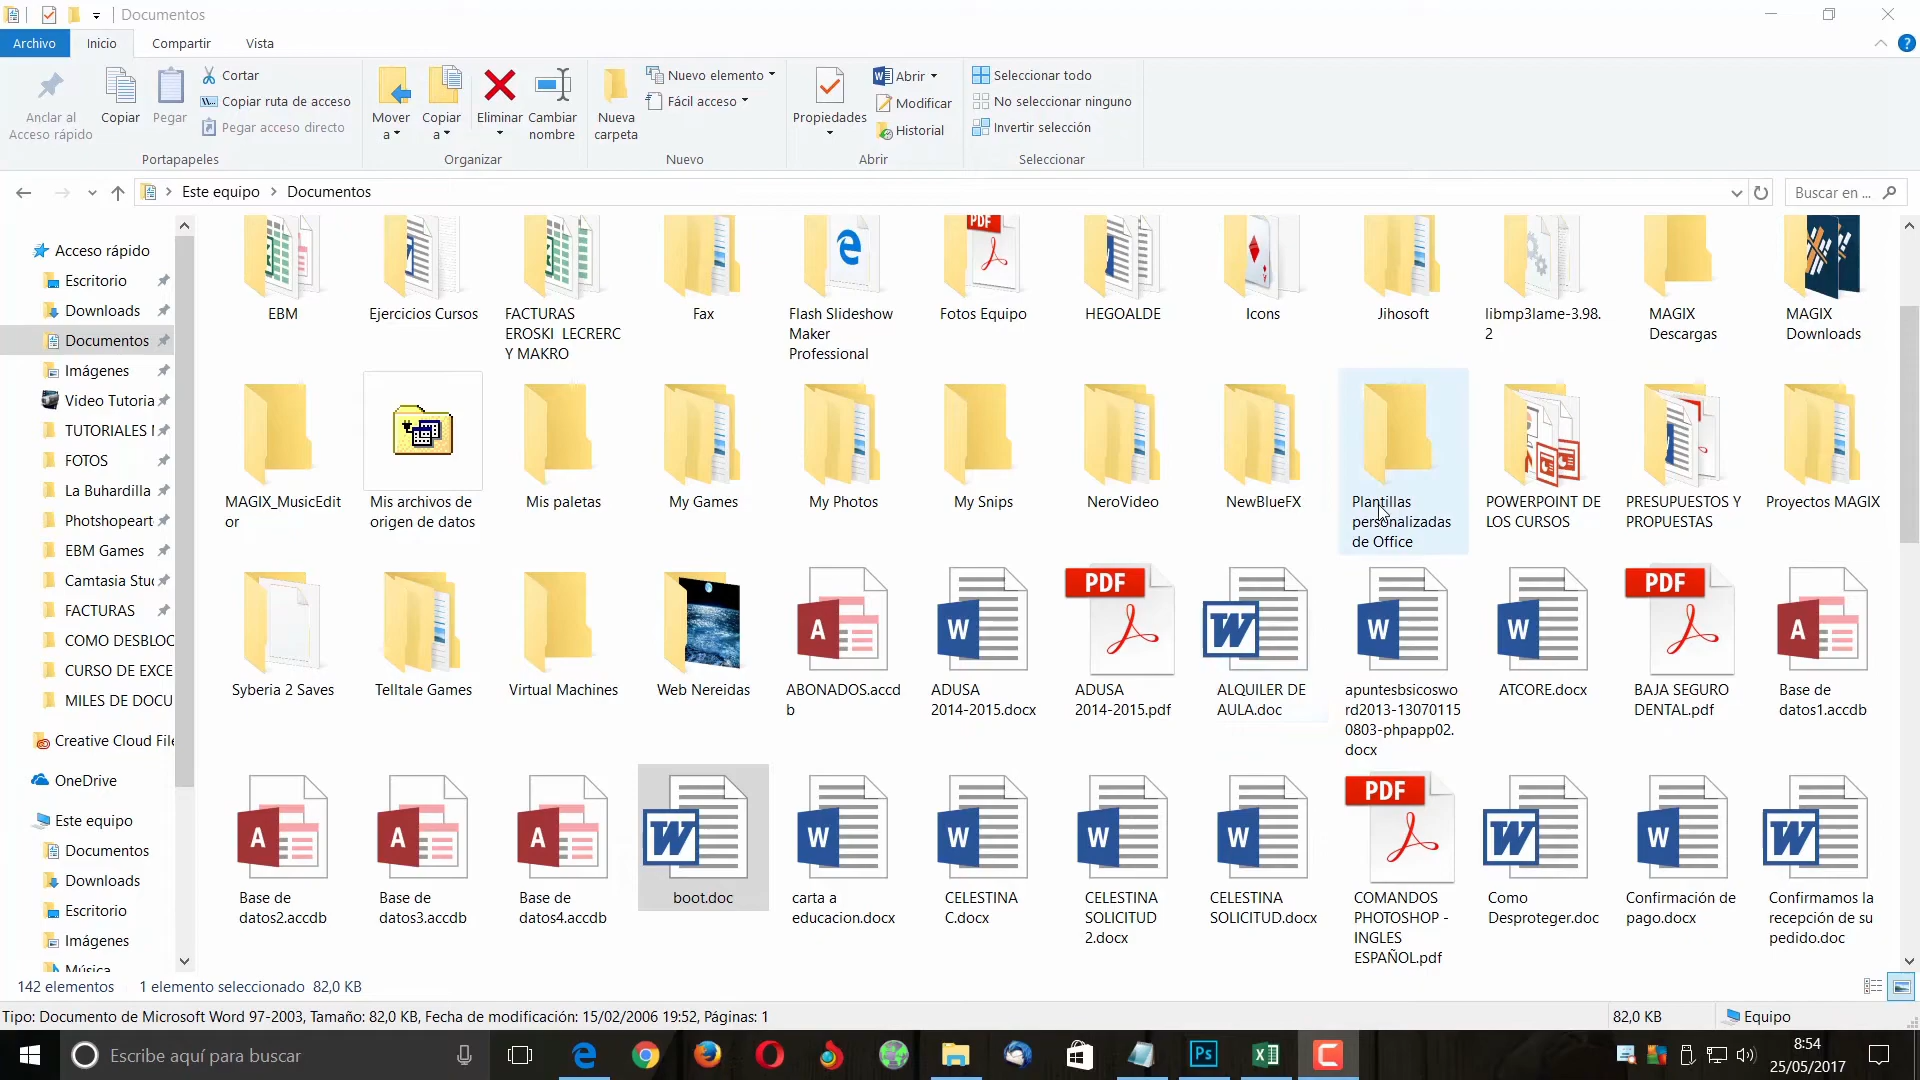 Documentos
Archivo Inicio Compartir Vista
Anclar al
Acceso rápido
Copiar
Pegar
Cortar
Copiar ruta de acceso
Pegar acceso directo
Portapapeles
Mover
a
Copiar
a
Eliminar
Cambiar
nombre
Organizar
Nueva
carpeta
Nuevo elemento
Fácil acceso
Nuevo
Propiedades
Abrir
Modificar
Historial
Abrir
Seleccionar todo
No seleccionar ninguno
Invertir selección
Seleccionar
Este equipo Documentos
Buscar en ...
Acceso rápido
Escritorio
Downloads
Documentos
Imágenes
Video Tutoria
TUTORIALES
FOTOS
La Buhardilla
Photshopeart
EBM Games
Camtasia Stu
FACTURAS
COMO DESBLOC
CURSO DE EXCE
MILES DE DOCU
Creative Cloud File
OneDrive
Este equipo
Documentos
Downloads
Escritorio
Imágenes
Música
EBM
Ejercicios Cursos
FACTURAS
EROSKI LECRERC
Y MAKRO
Fax
Flash Slideshow
Maker
Professional
PDF
Fotos Equipo
HEGOALDE
Icons
Jihosoft
libmp3lame-3.98.
2
MAGIX
Descargas
MAGIX
Downloads
MAGIX_MusicEdit
or
Mis archivos de
origen de datos
Mis paletas
My Games
My Photos
My Snips
NeroVideo
NewBlueFX
Plantillas
personalizadas
de Office
POWERPOINT DE
LOS CURSOS
PRESUPUESTOS Y
PROPUESTAS
Proyectos MAGIX
Syberia 2 Saves
Telltale Games
Virtual Machines
Web Nereidas
A
ABONADOS.accd
b
W
ADUSA
2014-2015.docx
PDF
ADUSA
2014-2015.pdf
W
ALQUILER DE
AULA.doc
W
apuntesbsicoswo
rd2013-13070115
0803-phpapp02.
docx
W
ATCORE.docx
PDF
BAJA SEGURO
DENTAL.pdf
A
Base de
datos1.accdb
A
Base de
datos2.accdb
A
Base de
datos3.accdb
A
Base de
datos4.accdb
W
boot.doc
W
carta a
educacion.docx
W
CELESTINA
C.docx
W
CELESTINA
SOLICITUD
2.docx
W
CELESTINA
SOLICITUD.docx
PDF
COMANDOS
PHOTOSHOP -
INGLES
ESPAÑOL.pdf
W
Como
Desproteger.doc
W
Confirmación de
pago.docx
W
Confirmamos la
recepción de su
pedido.doc
142 elementos 1 elemento seleccionado 82,0 KB
Tipo: Documento de Microsoft Word 97-2003, Tamaño: 82,0 KB, Fecha de modificación: 15/02/2006 19:52, Páginas: 1
82,0 KB
Equipo
Escribe aquí para buscar
Ps
8:54
25/05/2017